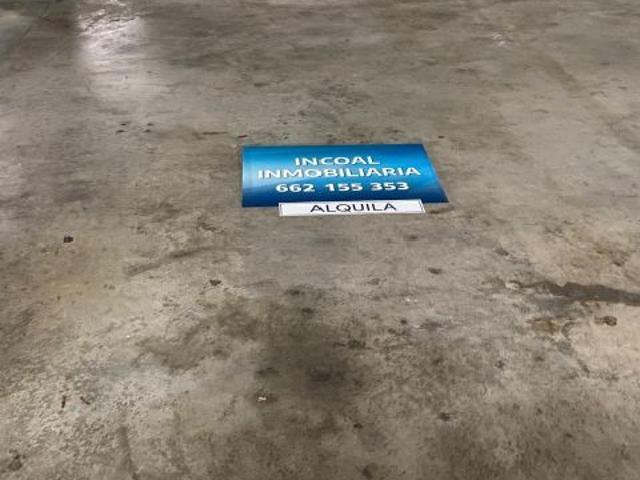 INCOAL
INMOBILIARIA
662 155 353
ALQUILA